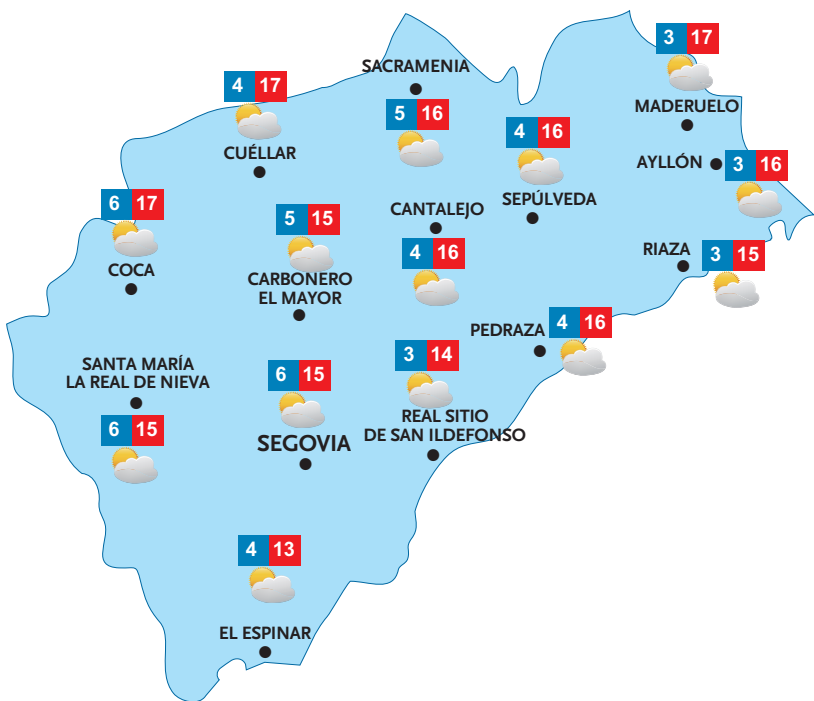 3 17
MADERUELO
SACRAMENIA
5 16
4 17
CUÉLLAR
4 16
SEPÚLVEDA
AYLLÓN
3 16
6 17
COCA
5 15
CARBONERO
EL MAYOR
CANTALEJO
4 16
RIAZA
3 15
PEDRAZA
4 16
SANTA MARÍA
LA REAL DE NIEVA
6 15
6 15
SEGOVIA
3 14
REAL SITIO
DE SAN ILDEFONSO
4 13
EL ESPINAR